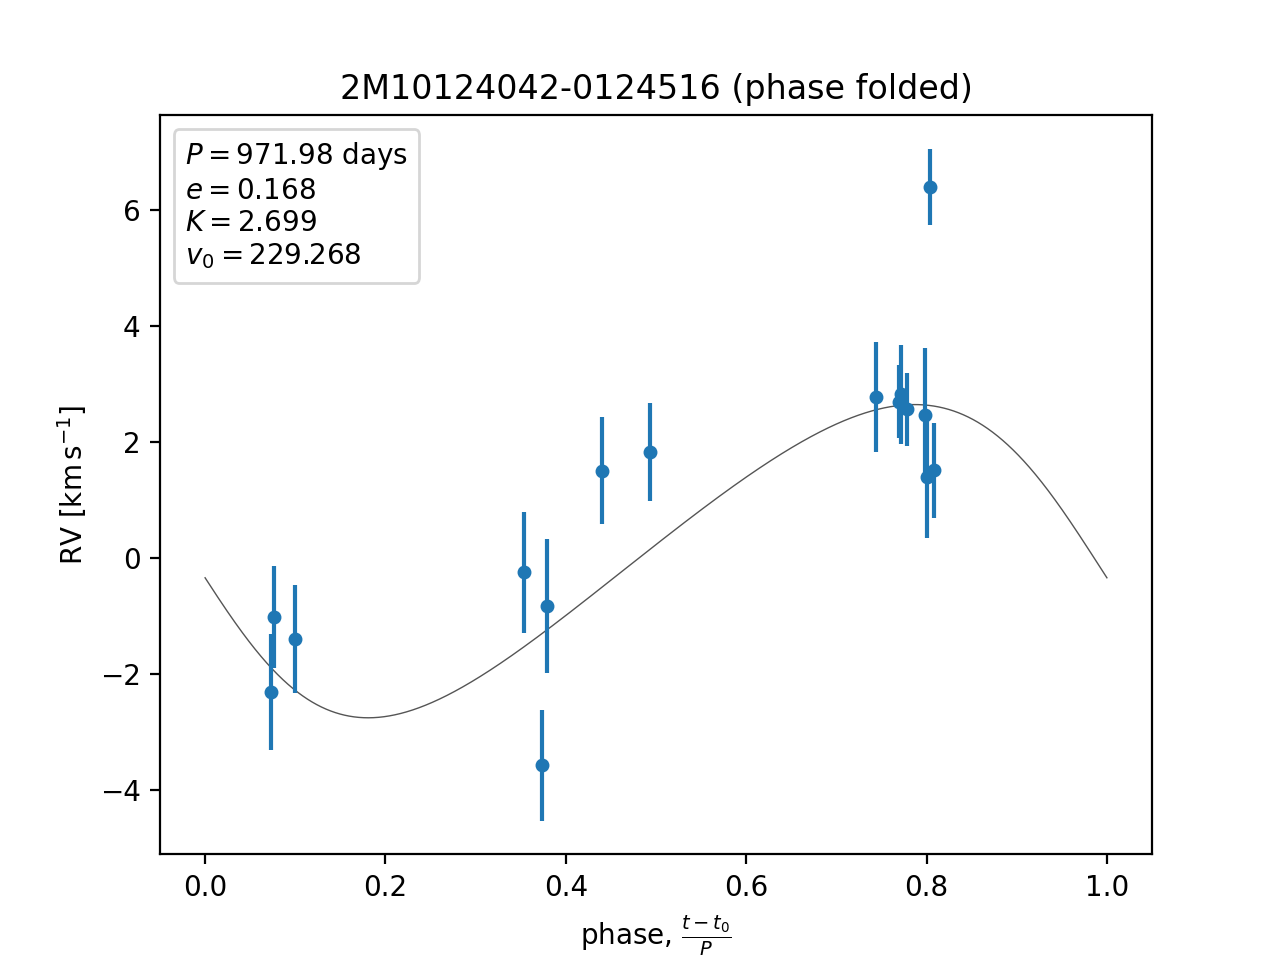 2M10124042-0124516 (phase folded)
P = 971.98 days
e = 0.168
K = 2.699
v₀ = 229.268
6
4
2
0
−2
−4
RV [km s⁻¹]
0.0 0.2 0.4 0.6 0.8 1.0
phase, (t − t₀)/P